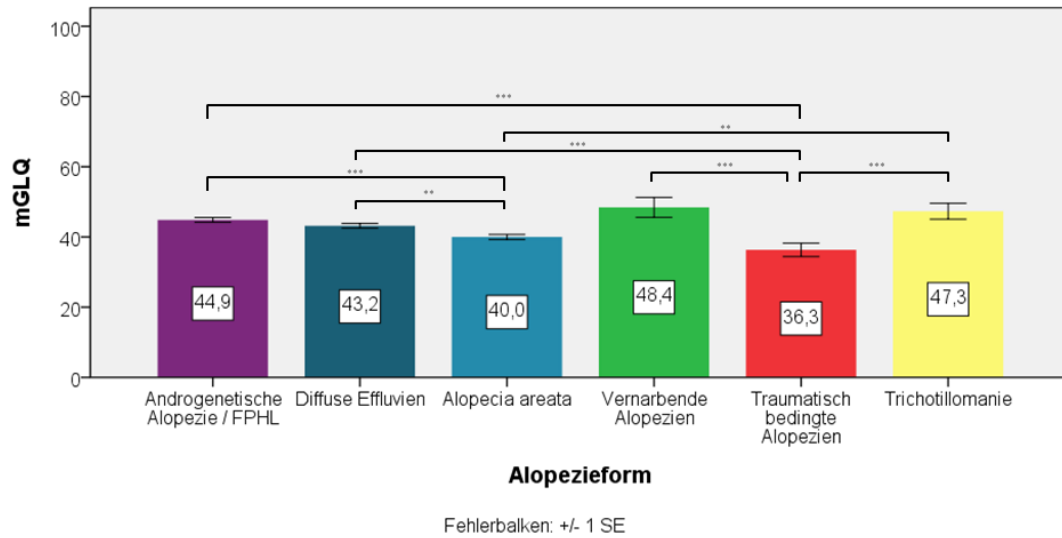 100
80
60
40
20
0
mGLQ
***
**
***
***
***
***
**
44,9
43,2
40,0
48,4
36,3
47,3
Androgenetische
Alopezie / FPHL
Diffuse Effluvien
Alopecia areata
Vernarbende
Alopezien
Traumatisch
bedingte
Alopezien
Trichotillomanie
Alopezieform
Fehlerbalken: +/- 1 SE